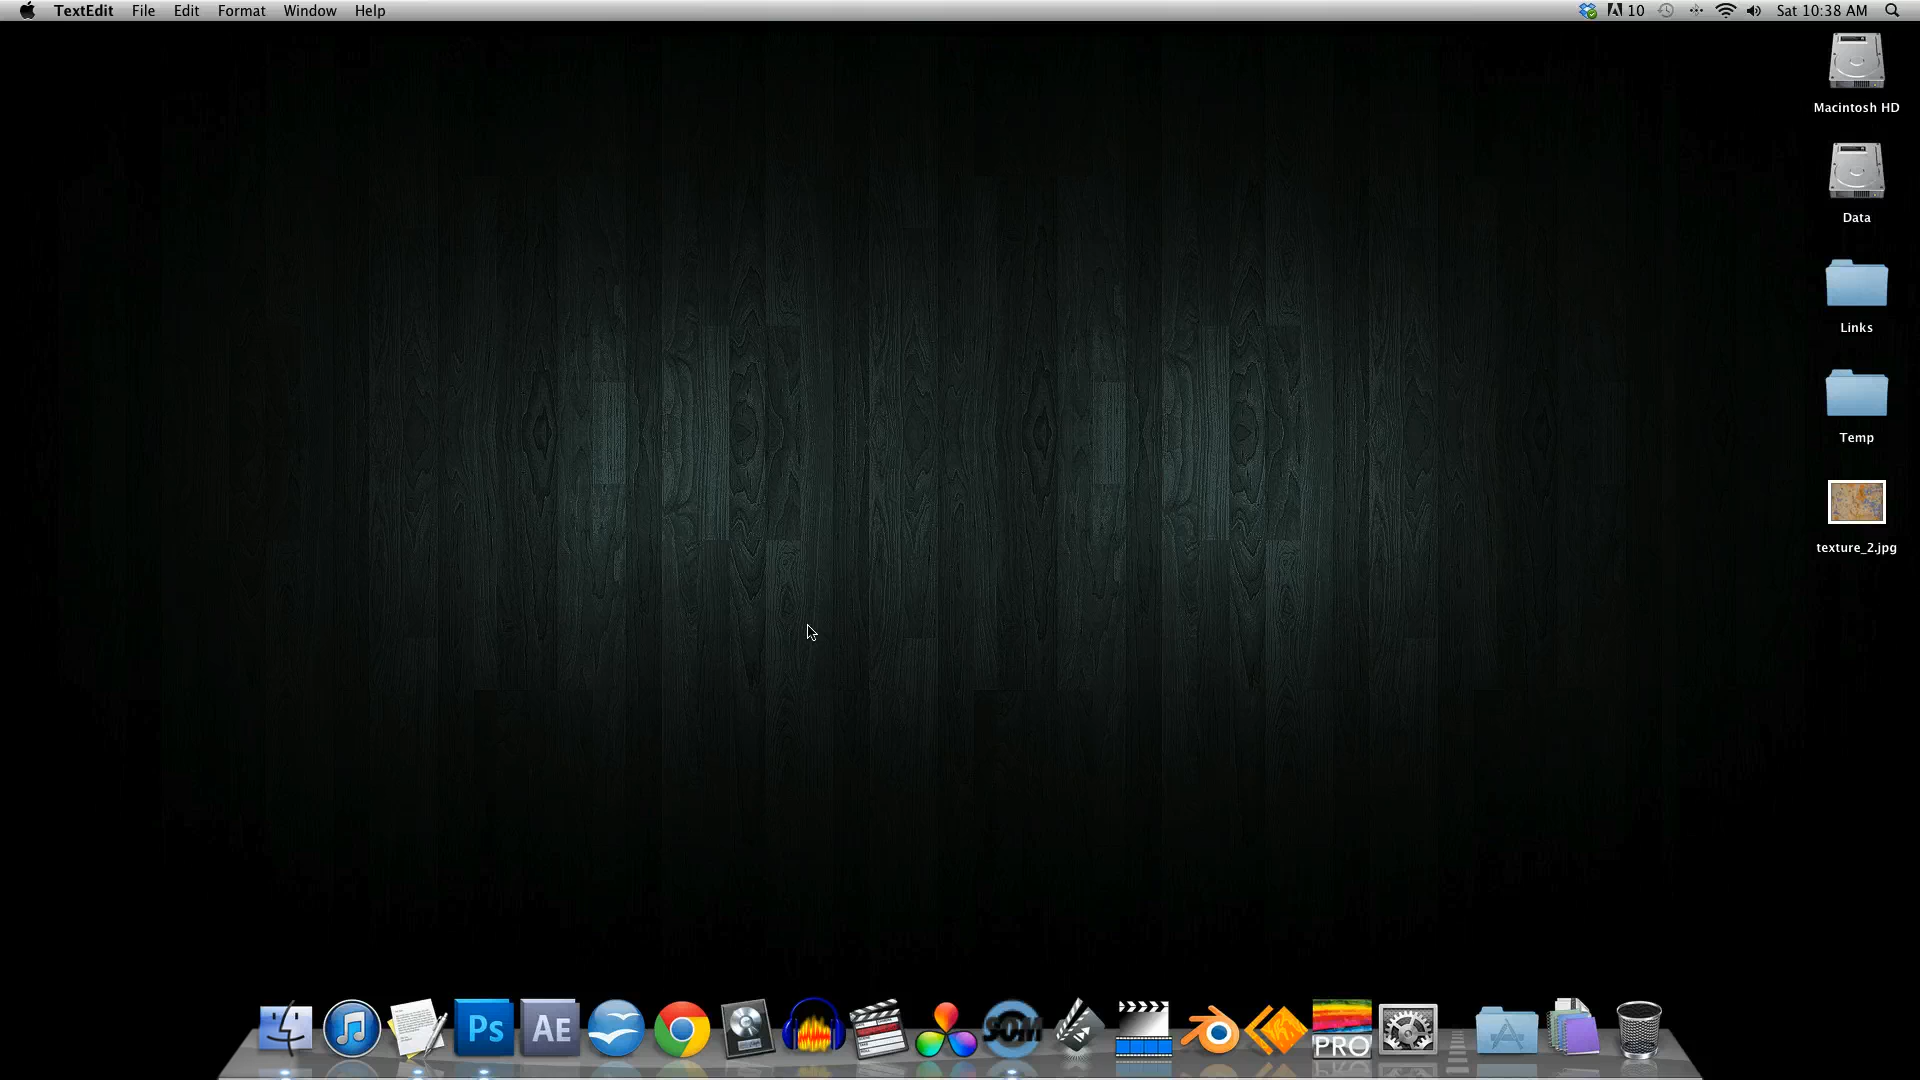 TextEdit File Edit Format Window Help 10 Sat 10:38 AM
Macintosh HD
Data
Links
Temp
texture_2.jpg
Ps AE SOM PRO